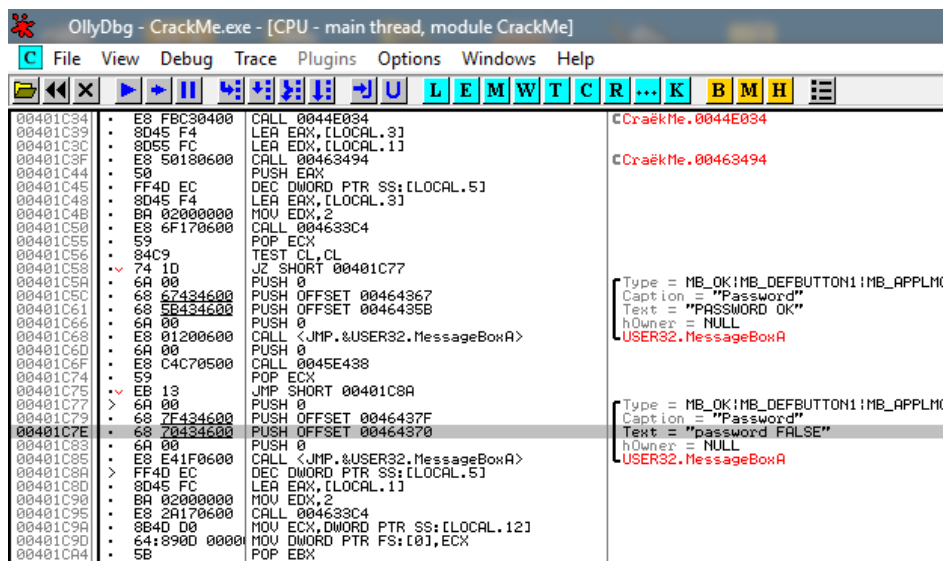 OllyDbg - CrackMe.exe - [CPU - main thread, module CrackMe]
C File View Debug Trace Plugins Options Windows Help
L E M W T C R ... K B M H
00401C34 . E8 FBC30400 CALL 0044E034 CCraëkMe.0044E034
00401C39 . 8D45 F4 LEA EAX,[LOCAL.3]
00401C3C . 8D55 FC LEA EDX,[LOCAL.1]
00401C3F . E8 50180600 CALL 00463494 CCraëkMe.00463494
00401C44 . 50 PUSH EAX
00401C45 . FF4D EC DEC DWORD PTR SS:[LOCAL.5]
00401C48 . 8D45 F4 LEA EAX,[LOCAL.3]
00401C4B . BA 02000000 MOV EDX,2
00401C50 . E8 6F170600 CALL 004633C4
00401C55 . 59 POP ECX
00401C56 . 84C9 TEST CL,CL
00401C58 .v 74 1D JZ SHORT 00401C77
00401C5A . 6A 00 PUSH 0 Type = MB_OK|MB_DEFBUTTON1|MB_APPLMO
00401C5C . 68 67434600 PUSH OFFSET 00464367 Caption = "Password"
00401C61 . 68 5B434600 PUSH OFFSET 0046435B Text = "PASSWORD OK"
00401C66 . 6A 00 PUSH 0 hOwner = NULL
00401C68 . E8 01200600 CALL <JMP.&USER32.MessageBoxA> USER32.MessageBoxA
00401C6D . 6A 00 PUSH 0
00401C6F . E8 C4C70500 CALL 0045E438
00401C74 . 59 POP ECX
00401C75 .v EB 13 JMP SHORT 00401C8A
00401C77 > 6A 00 PUSH 0 Type = MB_OK|MB_DEFBUTTON1|MB_APPLMO
00401C79 . 68 7F434600 PUSH OFFSET 0046437F Caption = "Password"
00401C7E . 68 70434600 PUSH OFFSET 00464370 Text = "password FALSE"
00401C83 . 6A 00 PUSH 0 hOwner = NULL
00401C85 . E8 E41F0600 CALL <JMP.&USER32.MessageBoxA> USER32.MessageBoxA
00401C8A > FF4D EC DEC DWORD PTR SS:[LOCAL.5]
00401C8D . 8D45 FC LEA EAX,[LOCAL.1]
00401C90 . BA 02000000 MOV EDX,2
00401C95 . E8 2A170600 CALL 004633C4
00401C9A . 8B4D D0 MOV ECX,DWORD PTR SS:[LOCAL.12]
00401C9D . 64:890D 0000 MOV DWORD PTR FS:[0],ECX
00401CA4 . 5B POP EBX